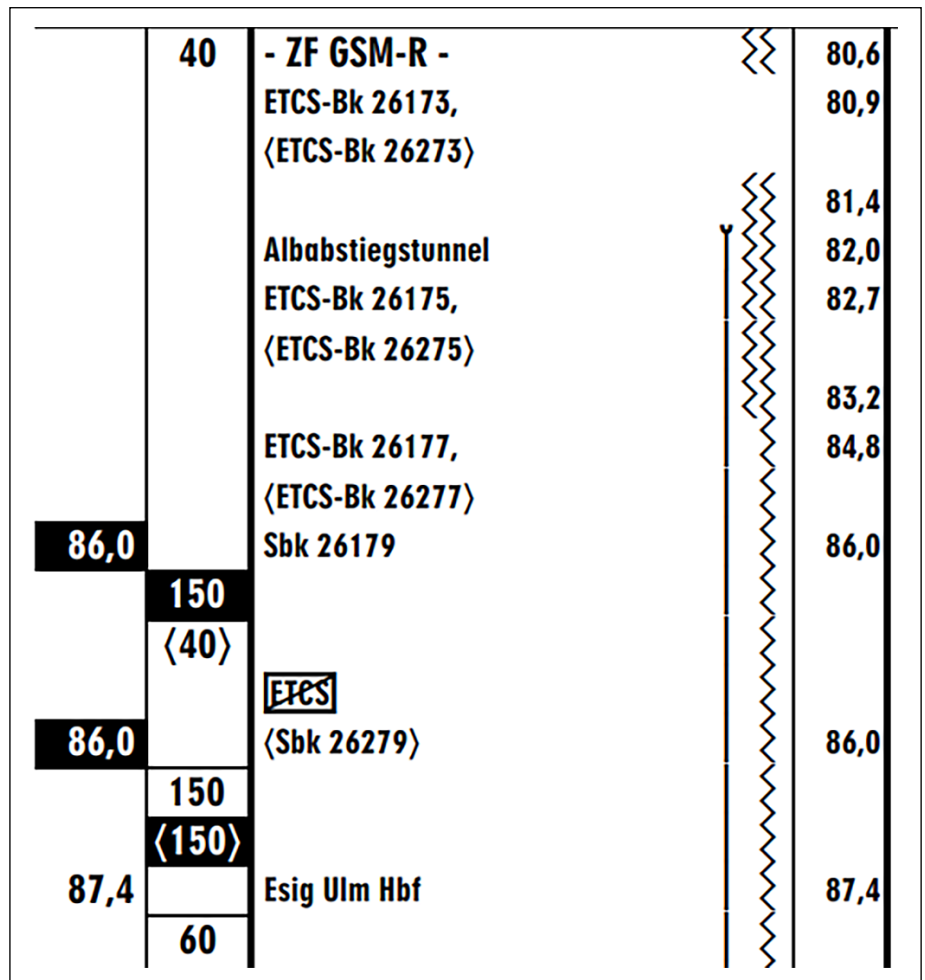 40 - ZF GSM-R - 80,6
ETCS-Bk 26173, 80,9
⟨ETCS-Bk 26273⟩
81,4
Albabstiegstunnel 82,0
ETCS-Bk 26175, 82,7
⟨ETCS-Bk 26275⟩
83,2
ETCS-Bk 26177, 84,8
⟨ETCS-Bk 26277⟩
86,0 Sbk 26179 86,0
150
⟨40⟩
ETCS
86,0 ⟨Sbk 26279⟩ 86,0
150
⟨150⟩
87,4 Esig Ulm Hbf 87,4
60